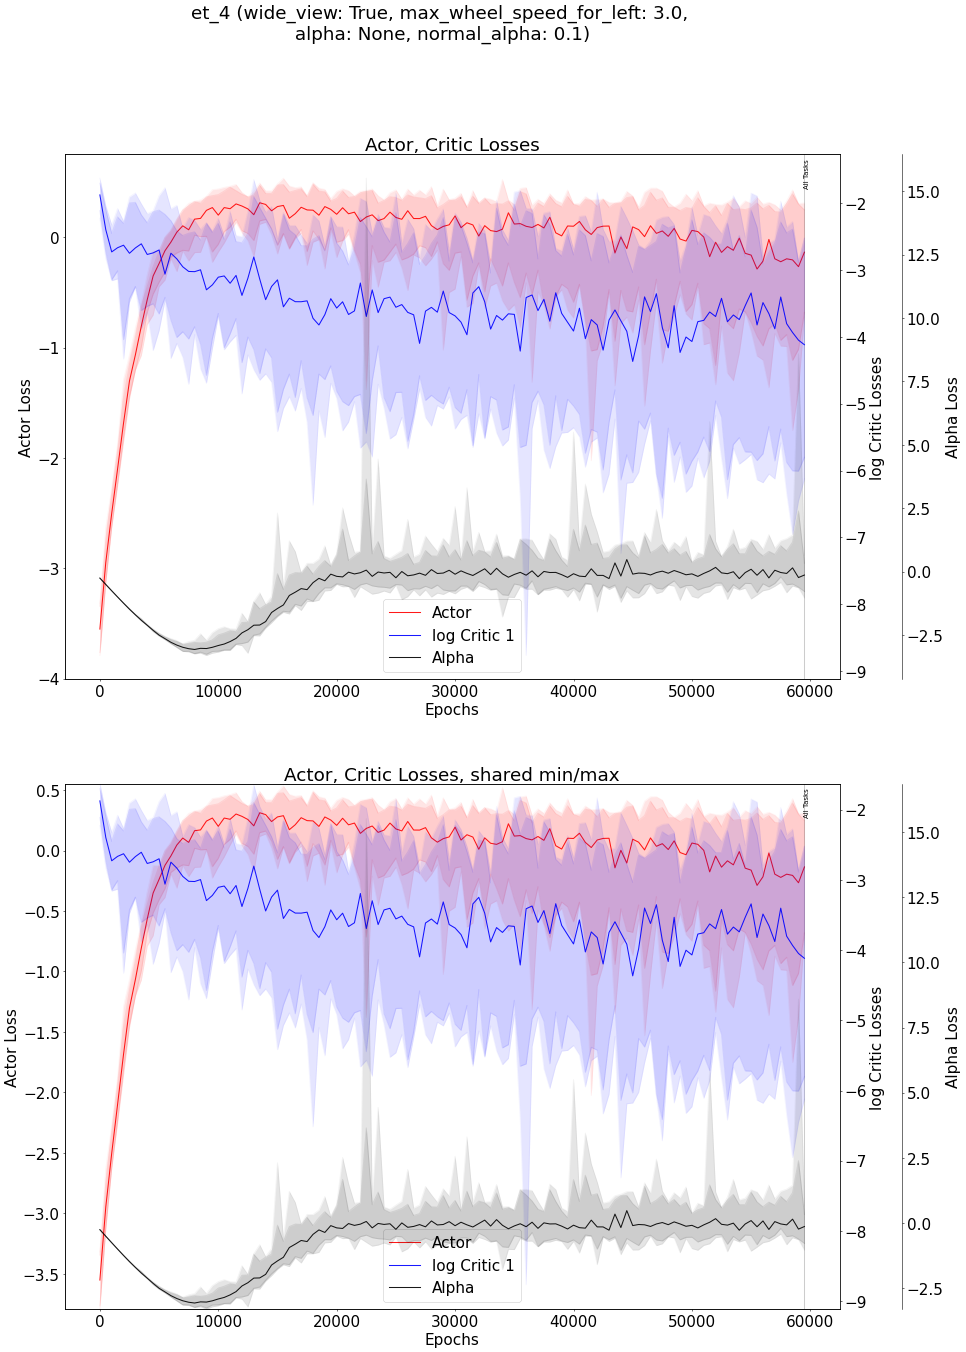 et_4 (wide_view: True, max_wheel_speed_for_left: 3.0,
alpha: None, normal_alpha: 0.1)
Actor, Critic Losses
All Tasks
Actor Loss
0
−1
−2
−3
−4
log Critic Losses
−2
−3
−4
−5
−6
−7
−8
−9
Alpha Loss
15.0
12.5
10.0
7.5
5.0
2.5
0.0
−2.5
Actor
log Critic 1
Alpha
0 10000 20000 30000 40000 50000 60000
Epochs
Actor, Critic Losses, shared min/max
All Tasks
Actor Loss
0.5
0.0
−0.5
−1.0
−1.5
−2.0
−2.5
−3.0
−3.5
log Critic Losses
−2
−3
−4
−5
−6
−7
−8
−9
Alpha Loss
15.0
12.5
10.0
7.5
5.0
2.5
0.0
−2.5
Actor
log Critic 1
Alpha
0 10000 20000 30000 40000 50000 60000
Epochs